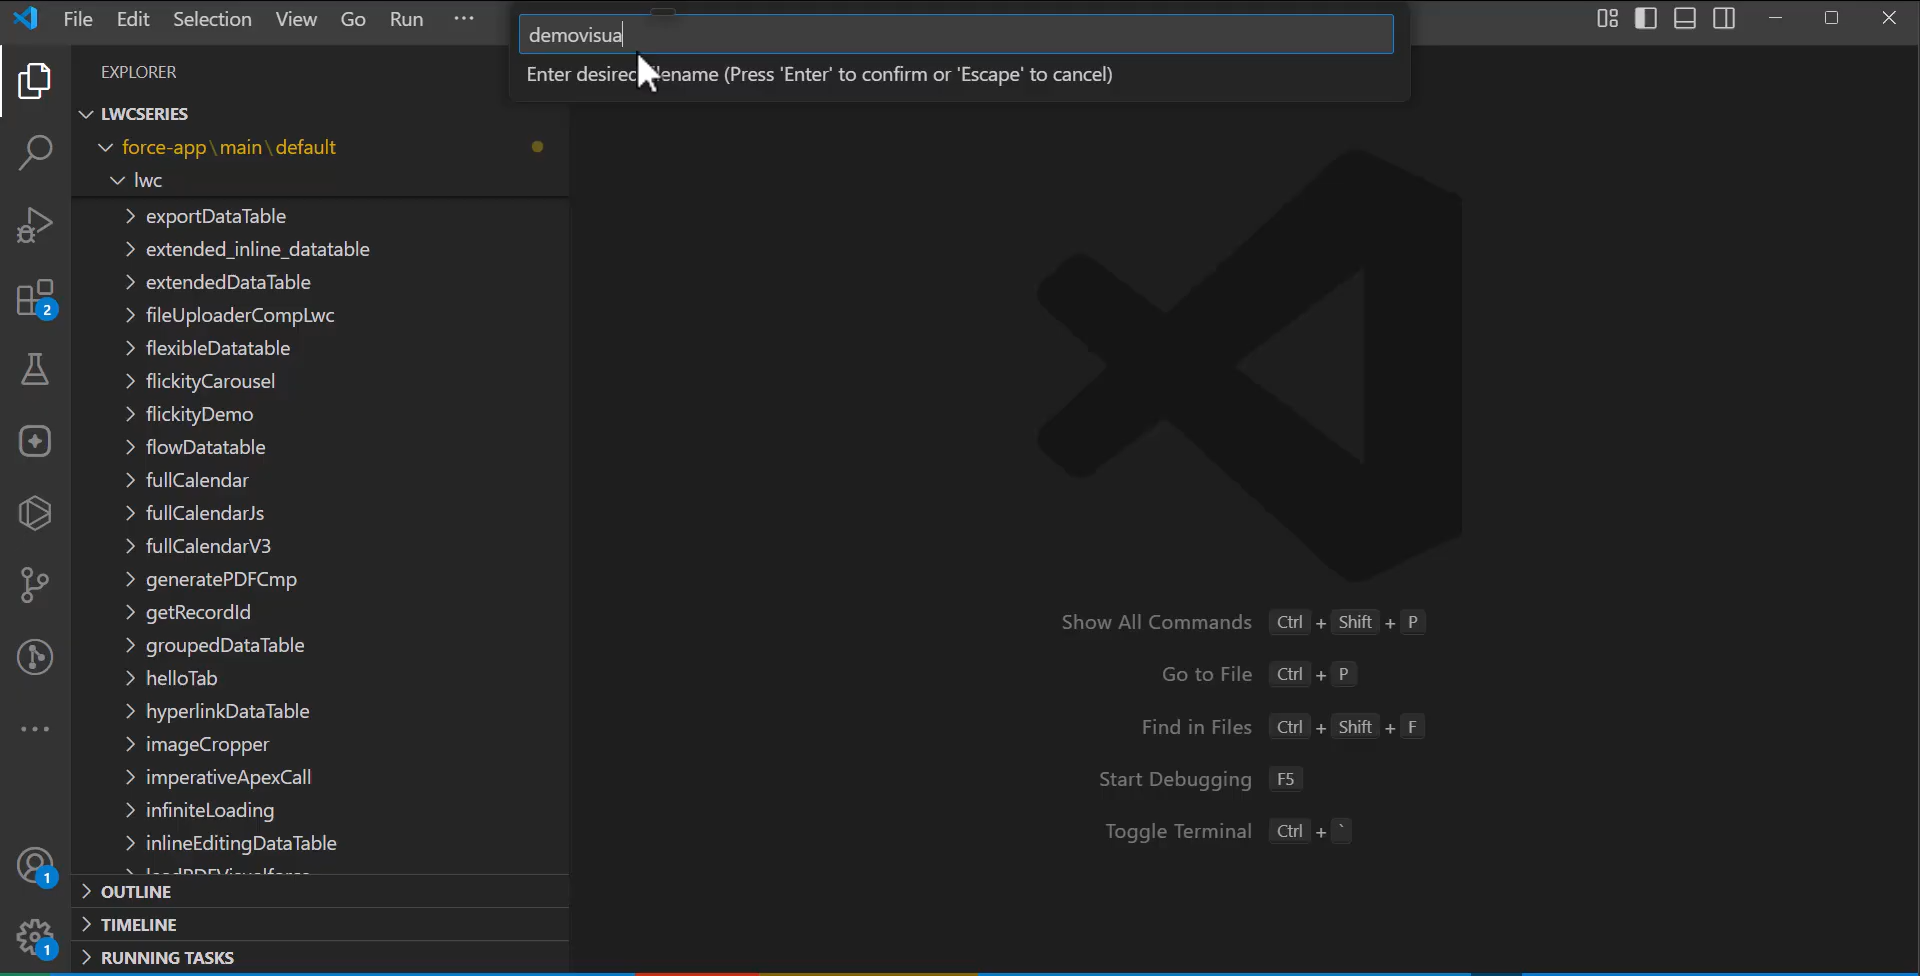 File Edit Selection View Go Run ···
demovisua
Enter desired filename (Press 'Enter' to confirm or 'Escape' to cancel)
EXPLORER
LWCSERIES
force-app\main\default
lwc
exportDataTable
extended_inline_datatable
extendedDataTable
fileUploaderCompLwc
flexibleDatatable
flickityCarousel
flickityDemo
flowDatatable
fullCalendar
fullCalendarJs
fullCalendarV3
generatePDFCmp
getRecordId
groupedDataTable
helloTab
hyperlinkDataTable
imageCropper
imperativeApexCall
infiniteLoading
inlineEditingDataTable
OUTLINE
TIMELINE
RUNNING TASKS
2
1
1
Show All Commands Ctrl + Shift + P
Go to File Ctrl + P
Find in Files Ctrl + Shift + F
Start Debugging F5
Toggle Terminal Ctrl + `